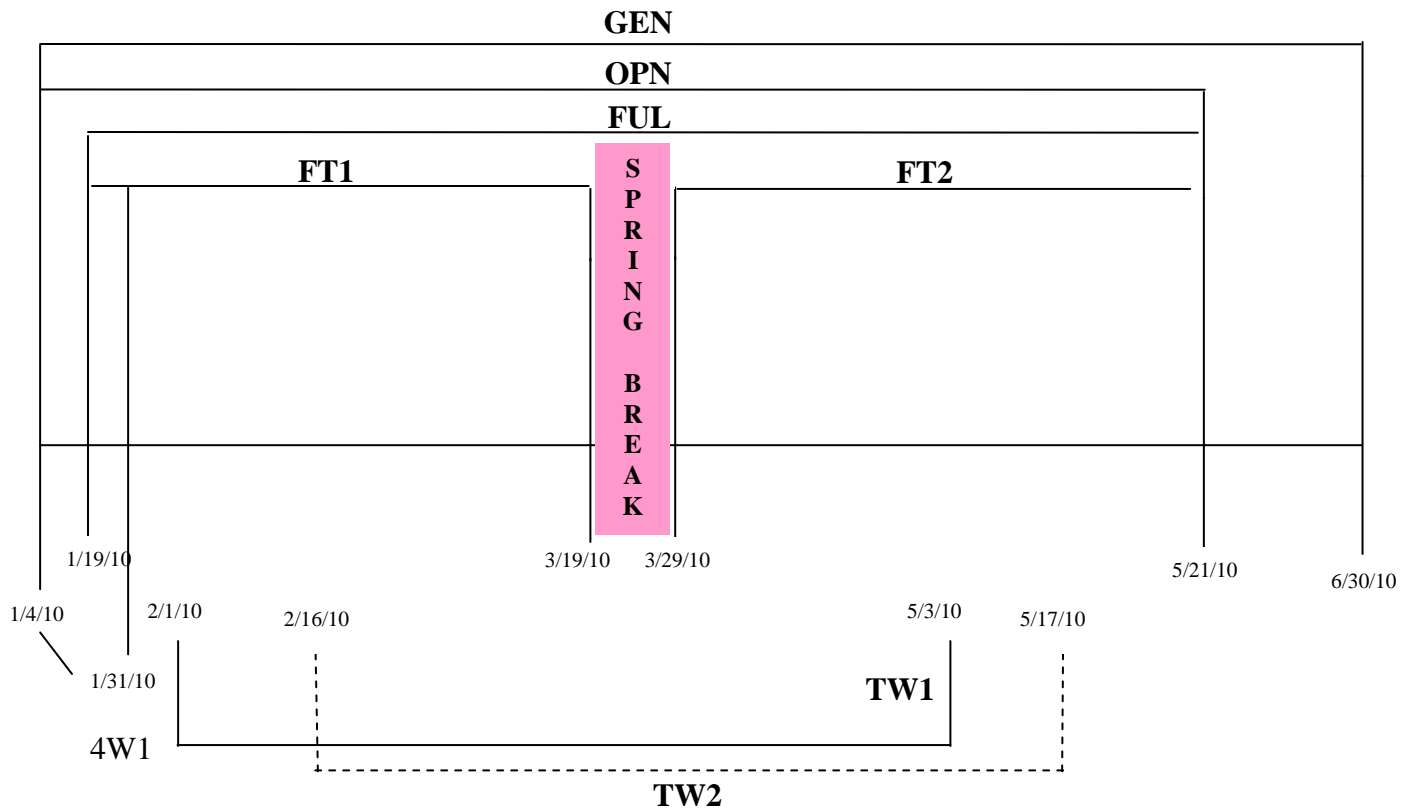 GEN
OPN
FUL
FT1
FT2
S
P
R
I
N
G
B
R
E
A
K
1/19/10
3/19/10
3/29/10
5/21/10
6/30/10
1/4/10
2/1/10
2/16/10
5/3/10
5/17/10
1/31/10
TW1
4W1
TW2